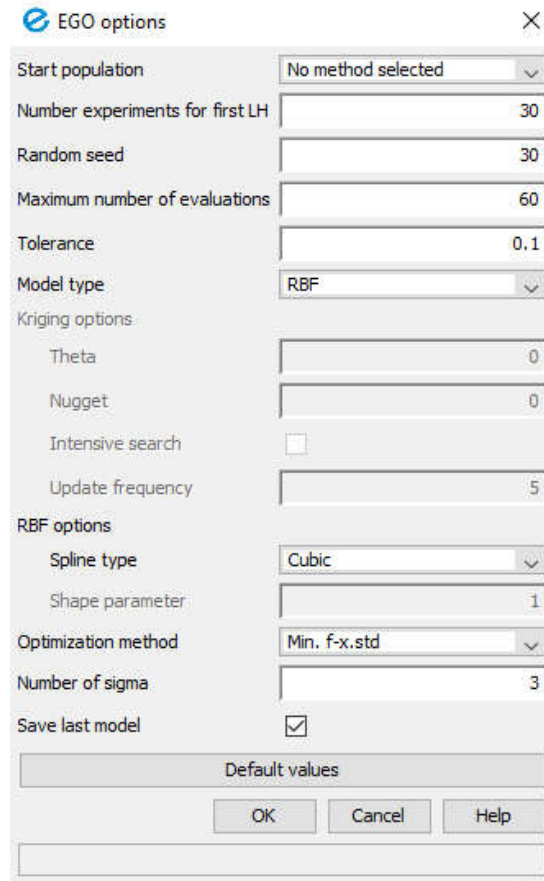 EGO options
Start population No method selected
Number experiments for first LH 30
Random seed 30
Maximum number of evaluations 60
Tolerance 0.1
Model type RBF
Kriging options
Theta 0
Nugget 0
Intensive search
Update frequency 5
RBF options
Spline type Cubic
Shape parameter 1
Optimization method Min. f-x.std
Number of sigma 3
Save last model
Default values
OK Cancel Help